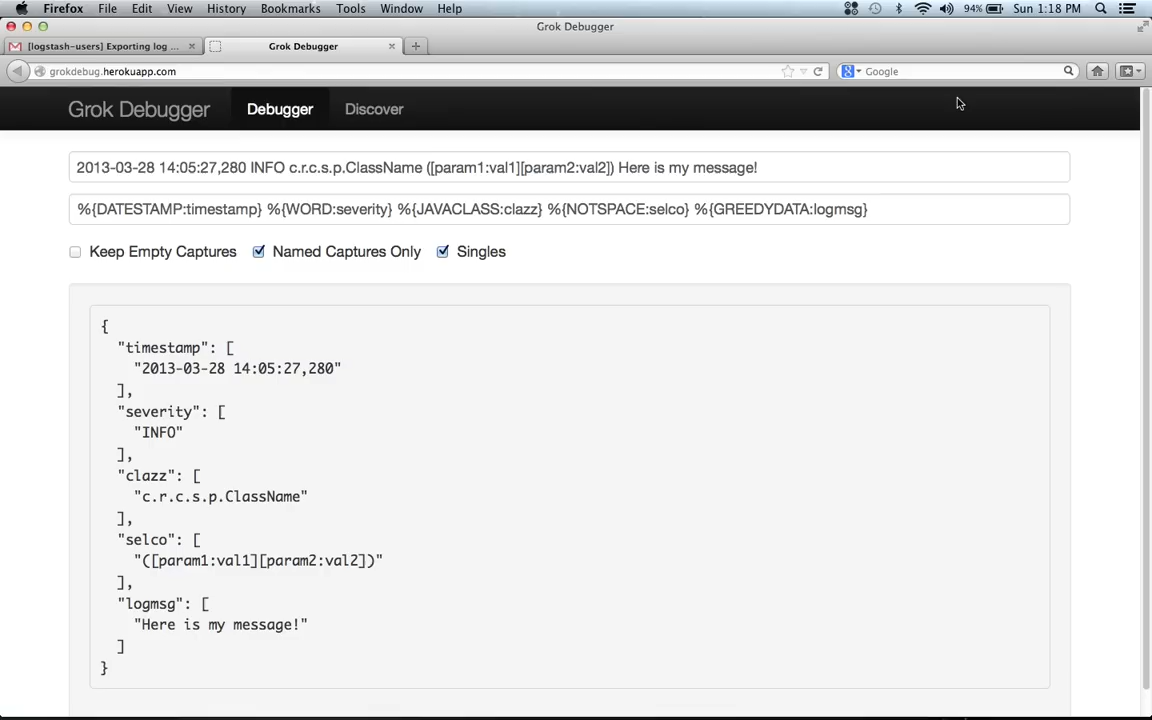 Firefox File Edit View History Bookmarks Tools Window Help 94% Sun 1:18 PM
Grok Debugger
[logstash-users] Exporting log ... Grok Debugger
grokdebug.herokuapp.com Google
Grok Debugger Debugger Discover
2013-03-28 14:05:27,280 INFO c.r.c.s.p.ClassName ([param1:val1][param2:val2]) Here is my message!
%{DATESTAMP:timestamp} %{WORD:severity} %{JAVACLASS:clazz} %{NOTSPACE:selco} %{GREEDYDATA:logmsg}
Keep Empty Captures Named Captures Only Singles
{
"timestamp": [
"2013-03-28 14:05:27,280"
],
"severity": [
"INFO"
],
"clazz": [
"c.r.c.s.p.ClassName"
],
"selco": [
"([param1:val1][param2:val2])"
],
"logmsg": [
"Here is my message!"
]
}